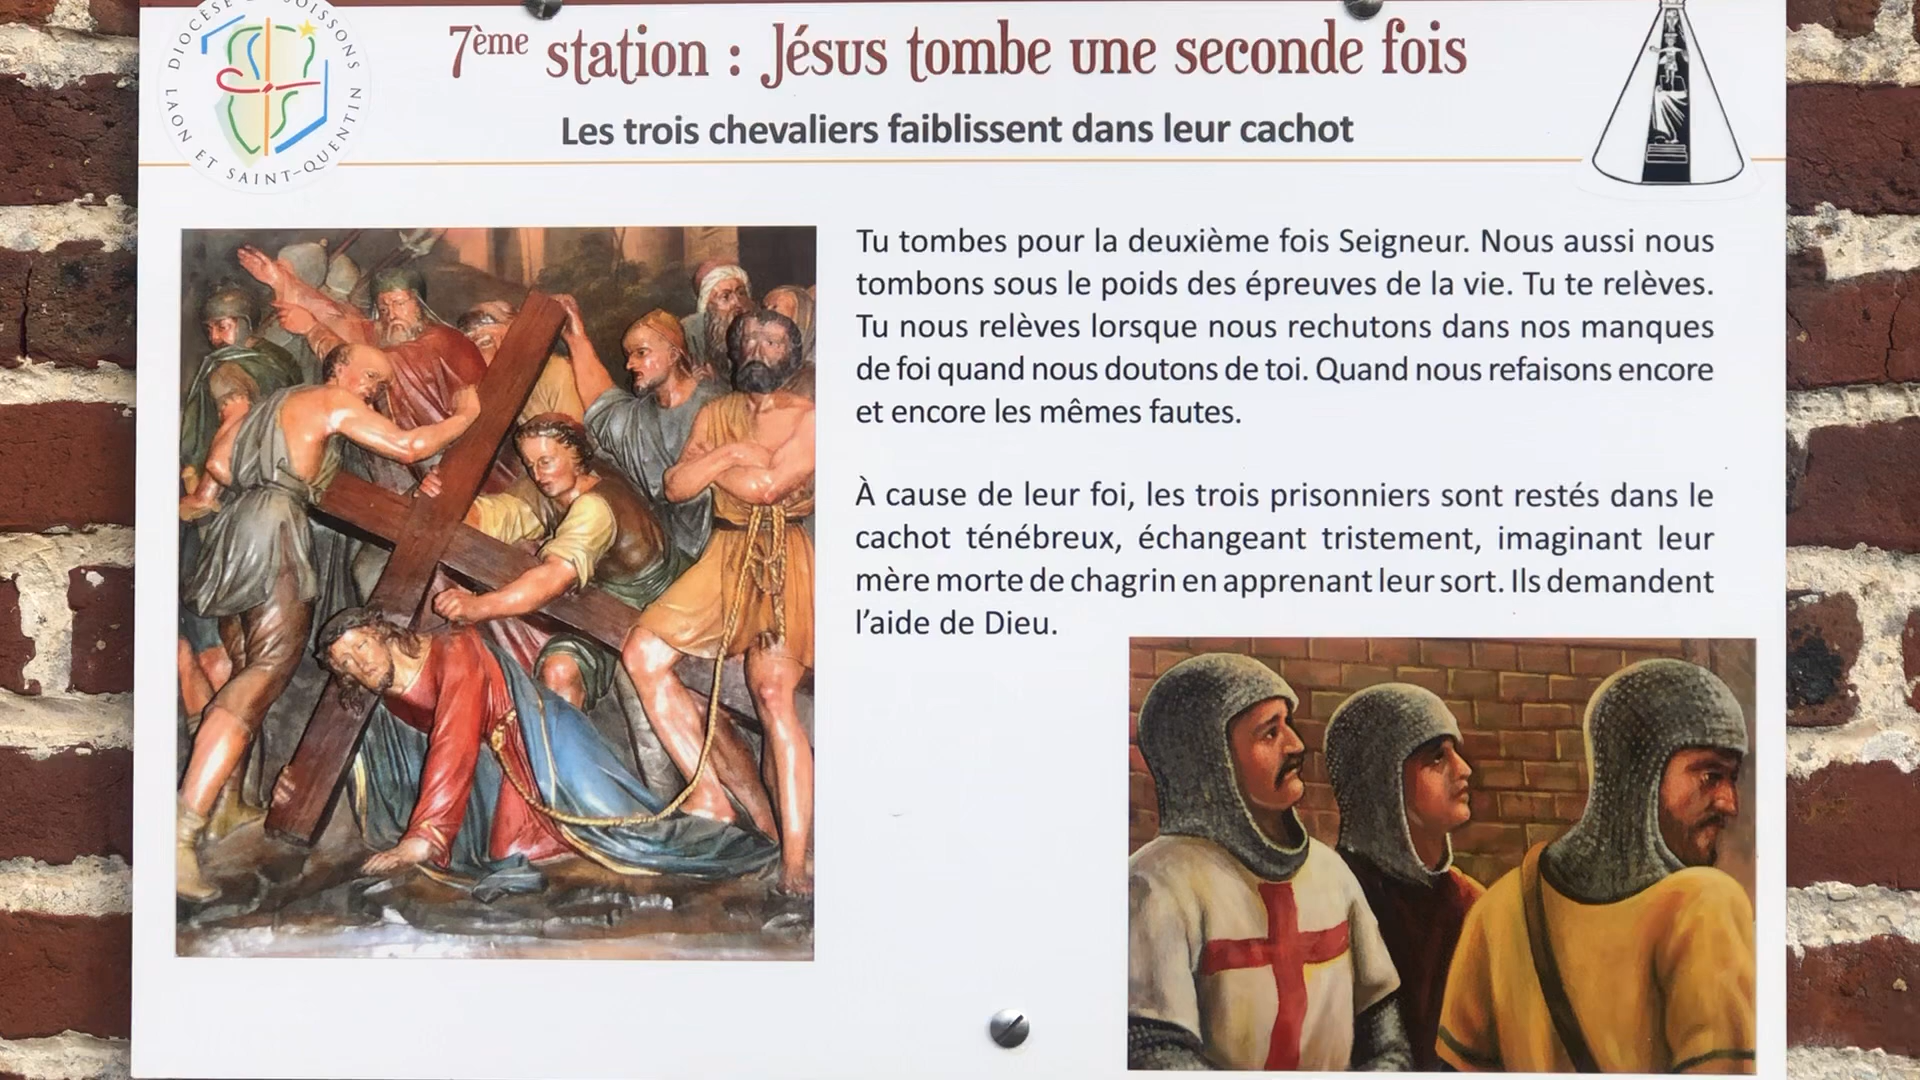 DIOCÈSE DE SOISSONS
LAON ET SAINT-QUENTIN
7ème station : Jésus tombe une seconde fois
Les trois chevaliers faiblissent dans leur cachot
Tu tombes pour la deuxième fois Seigneur. Nous aussi nous
tombons sous le poids des épreuves de la vie. Tu te relèves.
Tu nous relèves lorsque nous rechutons dans nos manques
de foi quand nous doutons de toi. Quand nous refaisons encore
et encore les mêmes fautes.
À cause de leur foi, les trois prisonniers sont restés dans le
cachot ténébreux, échangeant tristement, imaginant leur
mère morte de chagrin en apprenant leur sort. Ils demandent
l’aide de Dieu.